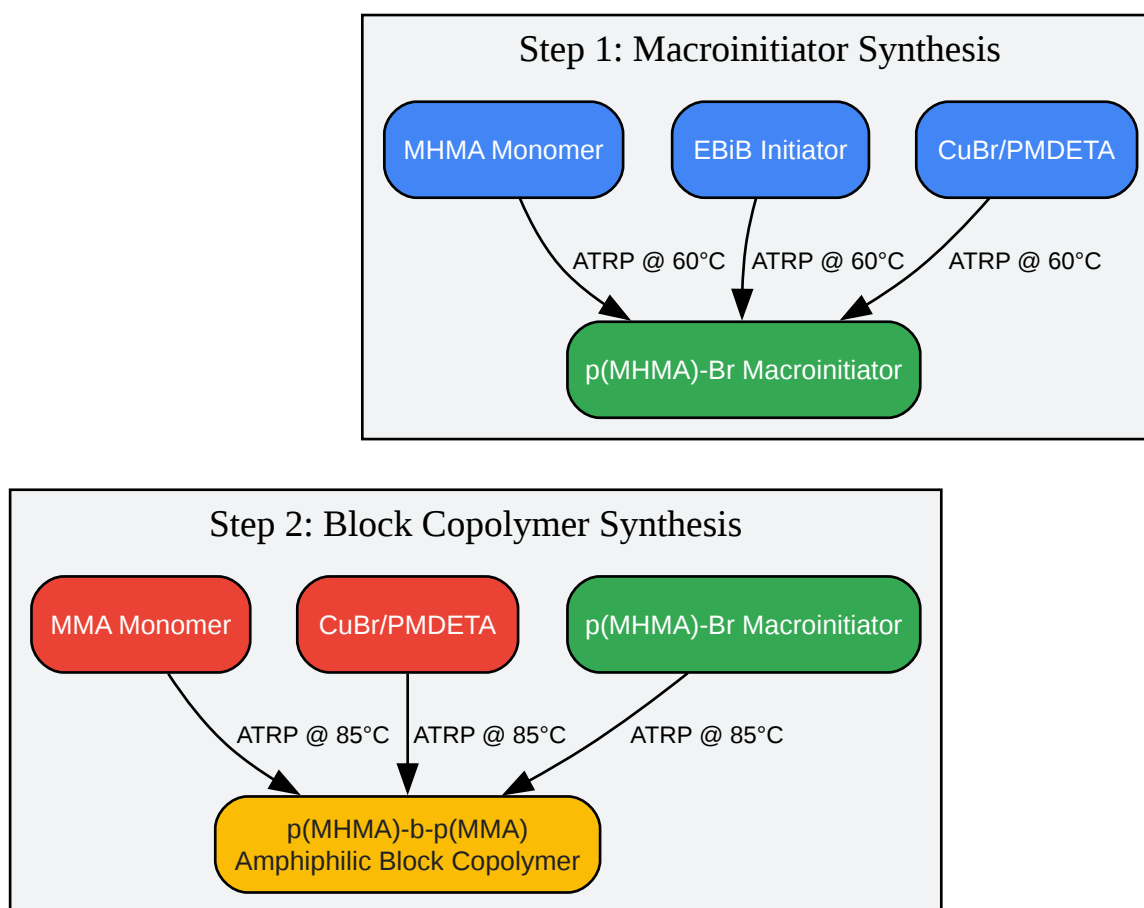 Step 1: Macroinitiator Synthesis
MHMA Monomer
EBiB Initiator
CuBr/PMDETA
ATRP @ 60°C
ATRP @ 60°C
ATRP @ 60°C
p(MHMA)-Br Macroinitiator
Step 2: Block Copolymer Synthesis
MMA Monomer
CuBr/PMDETA
p(MHMA)-Br Macroinitiator
ATRP @ 85°C
ATRP @ 85°C
ATRP @ 85°C
p(MHMA)-b-p(MMA)
Amphiphilic Block Copolymer